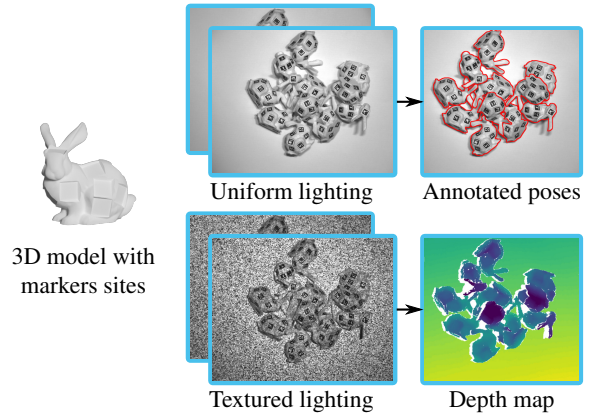 Uniform lighting
Annotated poses
3D model with
markers sites
Textured lighting
Depth map